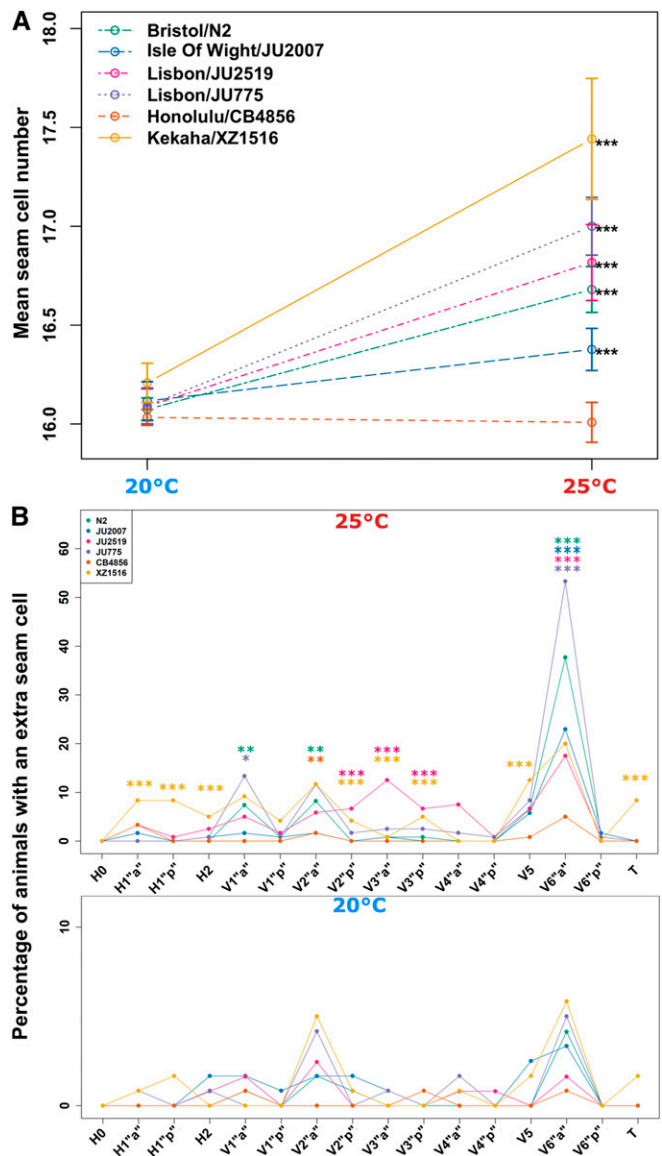 A
Bristol/N2
Isle Of Wight/JU2007
Lisbon/JU2519
Lisbon/JU775
Honolulu/CB4856
Kekaha/XZ1516
Mean seam cell number
18.0
17.5
17.0
16.5
16.0
***
***
***
***
***
20°C
25°C
B
25°C
N2
JU2007
JU2519
JU775
CB4856
XZ1516
Percentage of animals with an extra seam cell
60
50
40
30
20
10
0
***
***
***
***
** ** *** *** ***
* ** *** *** ***
*** *** *** *** ***
H0 H1"a" H1"p" H2 V1"a" V1"p" V2"a" V2"p" V3"a" V3"p" V4"a" V4"p" V5 V6"a" V6"p" T
20°C
10
0
H0 H1"a" H1"p" H2 V1"a" V1"p" V2"a" V2"p" V3"a" V3"p" V4"a" V4"p" V5 V6"a" V6"p" T